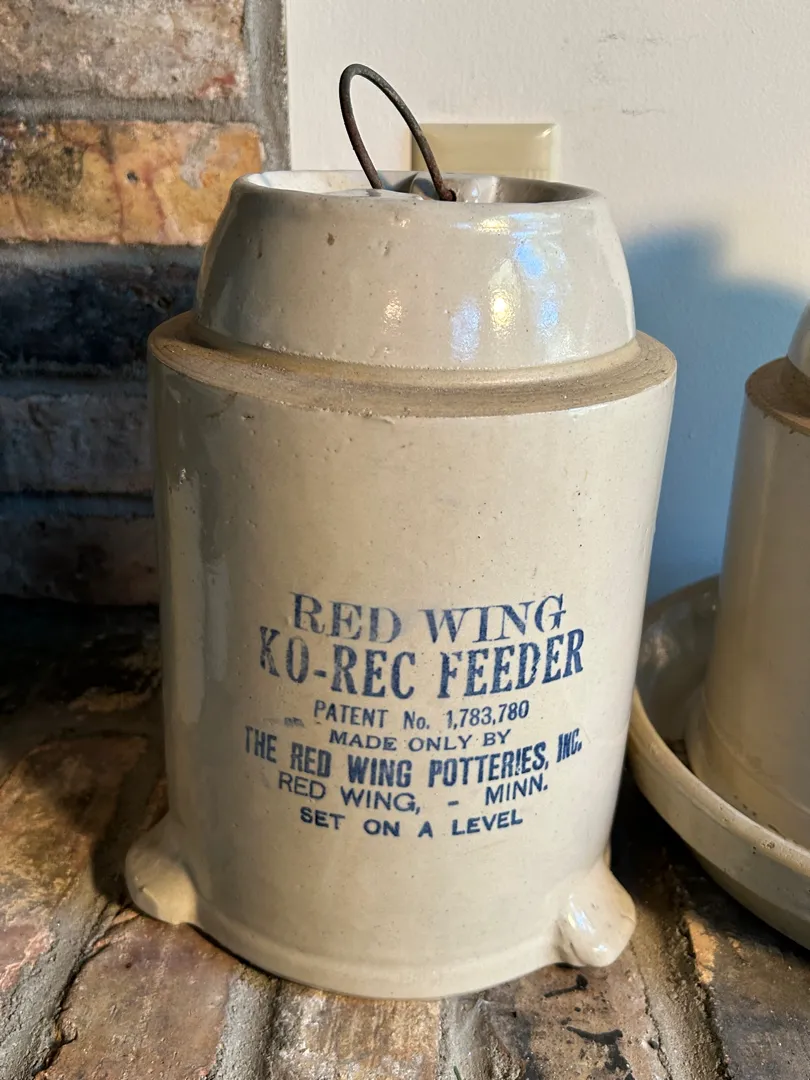 RED WING
KO-REC FEEDER
PATENT No. 1,783,780
MADE ONLY BY
THE RED WING POTTERIES, INC.
RED WING, - MINN.
SET ON A LEVEL